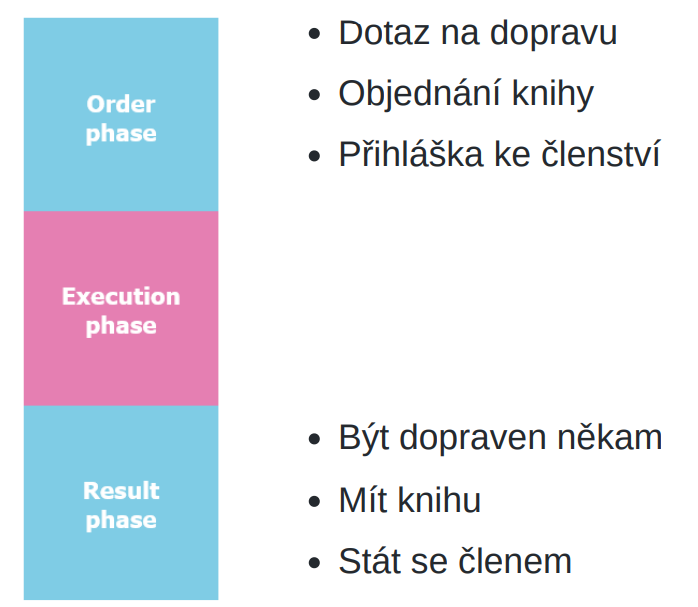 Order
phase
• Dotaz na dopravu
• Objednání knihy
• Přihláška ke členství
Execution
phase
Result
phase
• Být dopraven někam
• Mít knihu
• Stát se členem